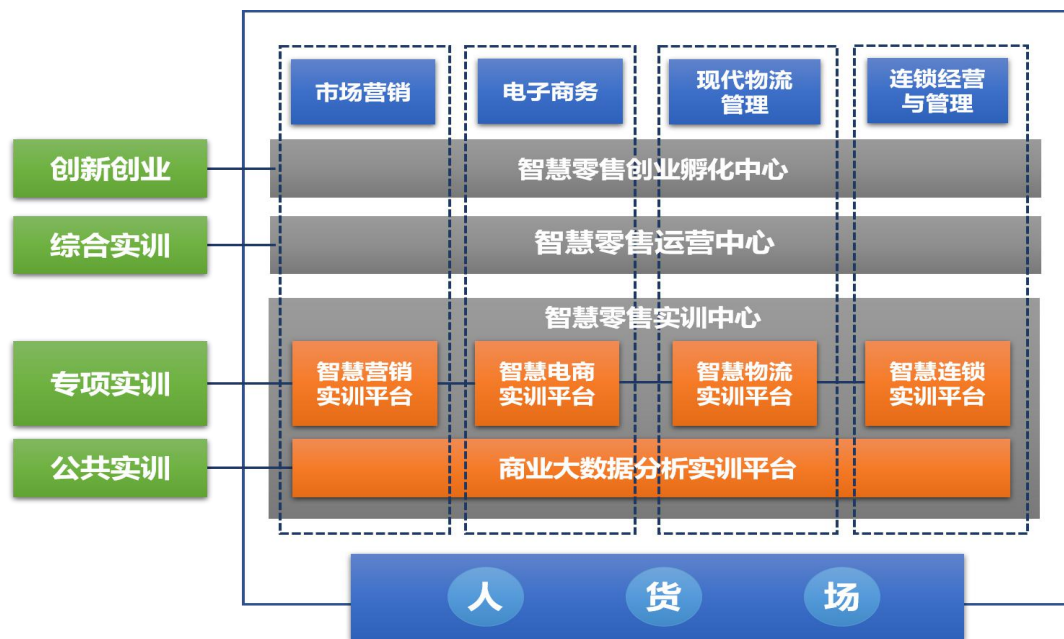 市场营销
电子商务
现代物流
管理
连锁经营
与管理
创新创业
智慧零售创业孵化中心
综合实训
智慧零售运营中心
智慧零售实训中心
专项实训
智慧营销
实训平台
智慧电商
实训平台
智慧物流
实训平台
智慧连锁
实训平台
公共实训
商业大数据分析实训平台
人
货
场